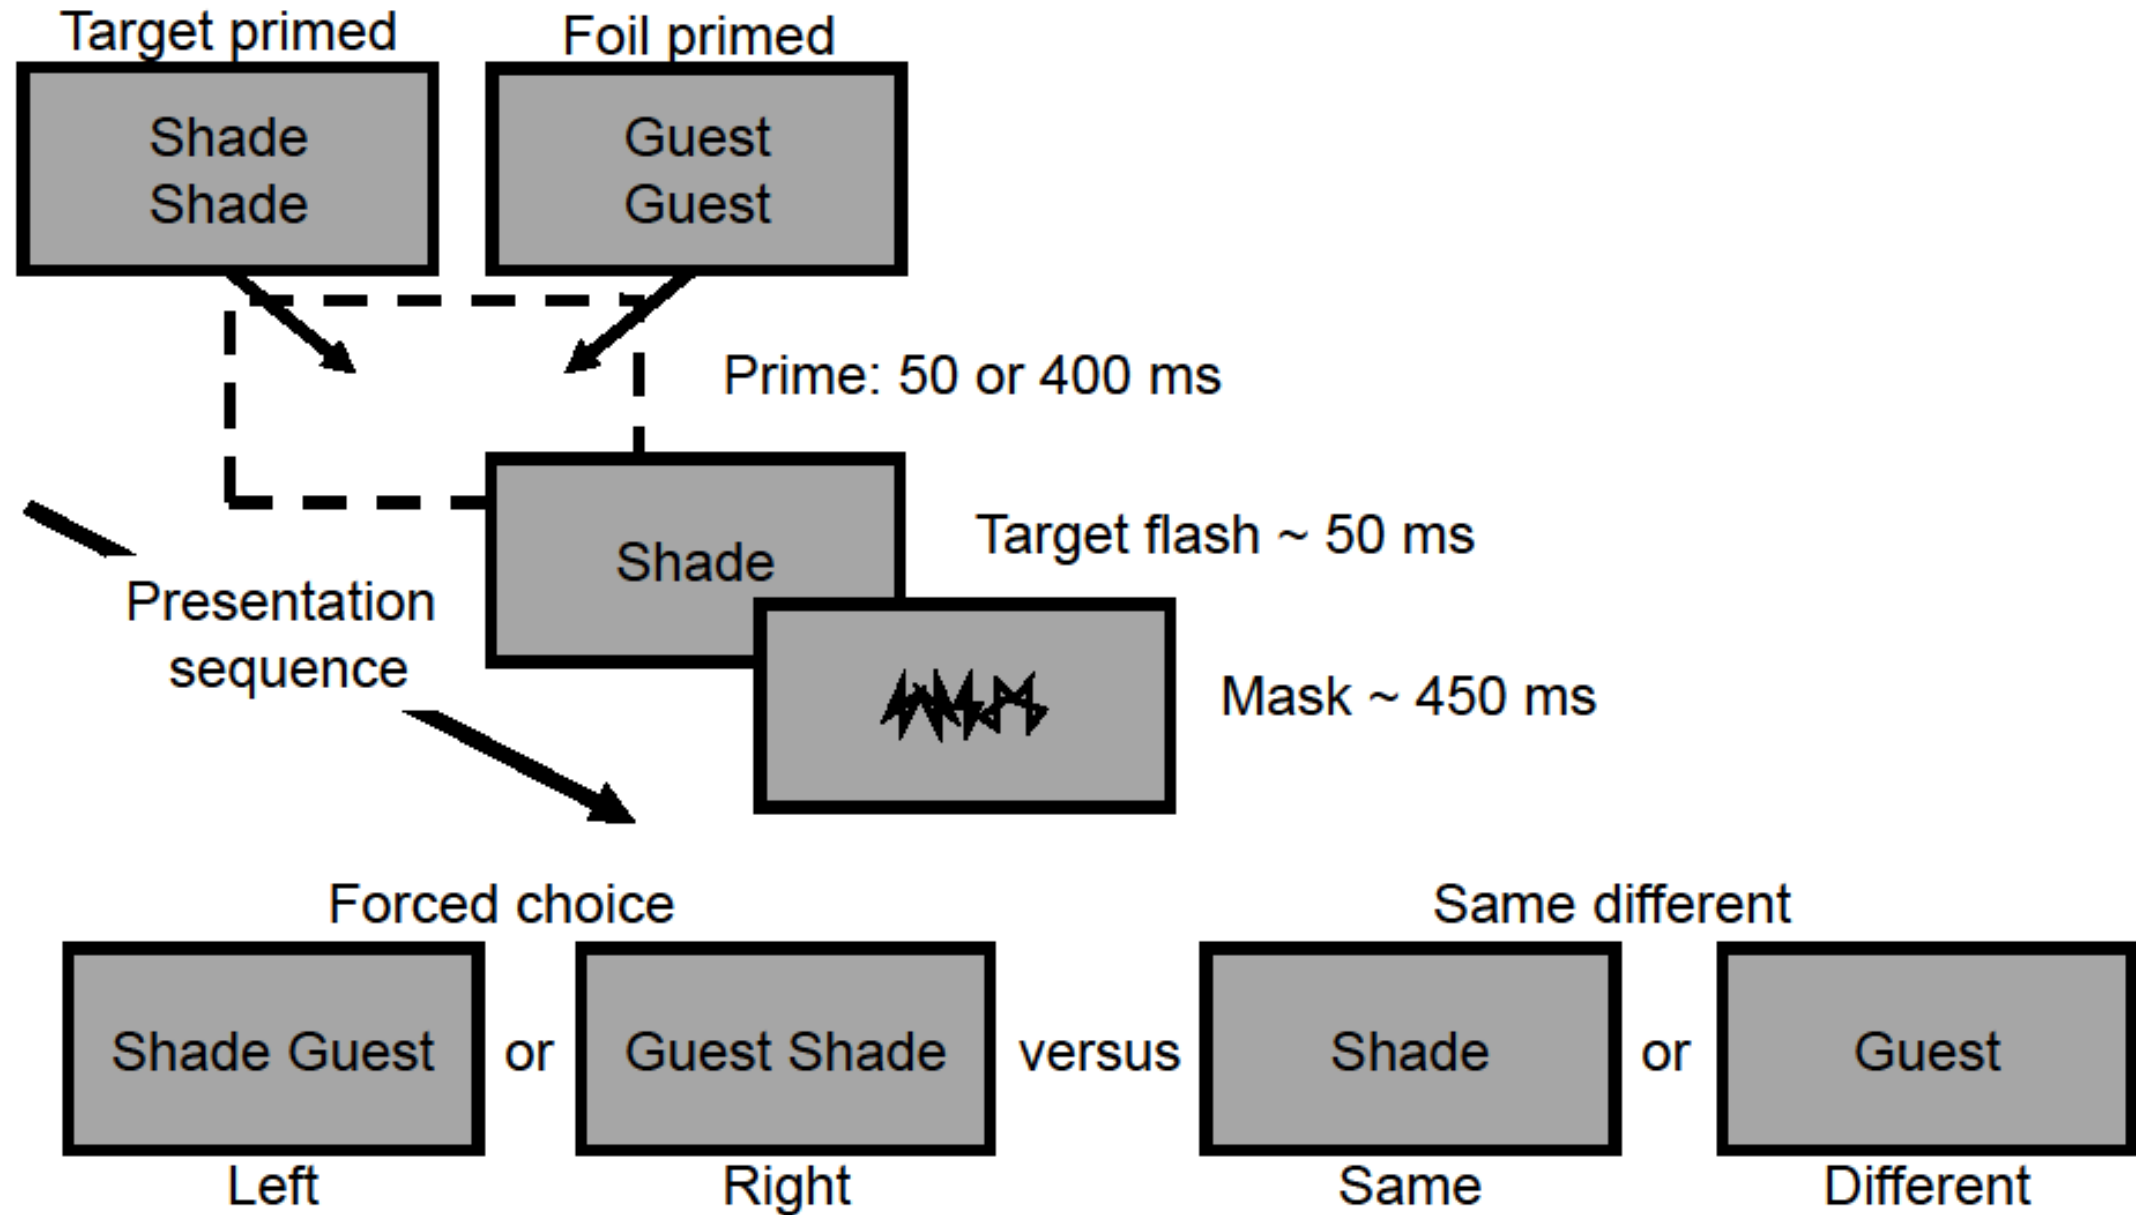 Target primed
Foil primed
Shade
Shade
Guest
Guest
Prime: 50 or 400 ms
Shade
Target flash ~ 50 ms
Presentation
sequence
Mask ~ 450 ms
Forced choice
Same different
Shade Guest
or
Guest Shade
versus
Shade
or
Guest
Left
Right
Same
Different